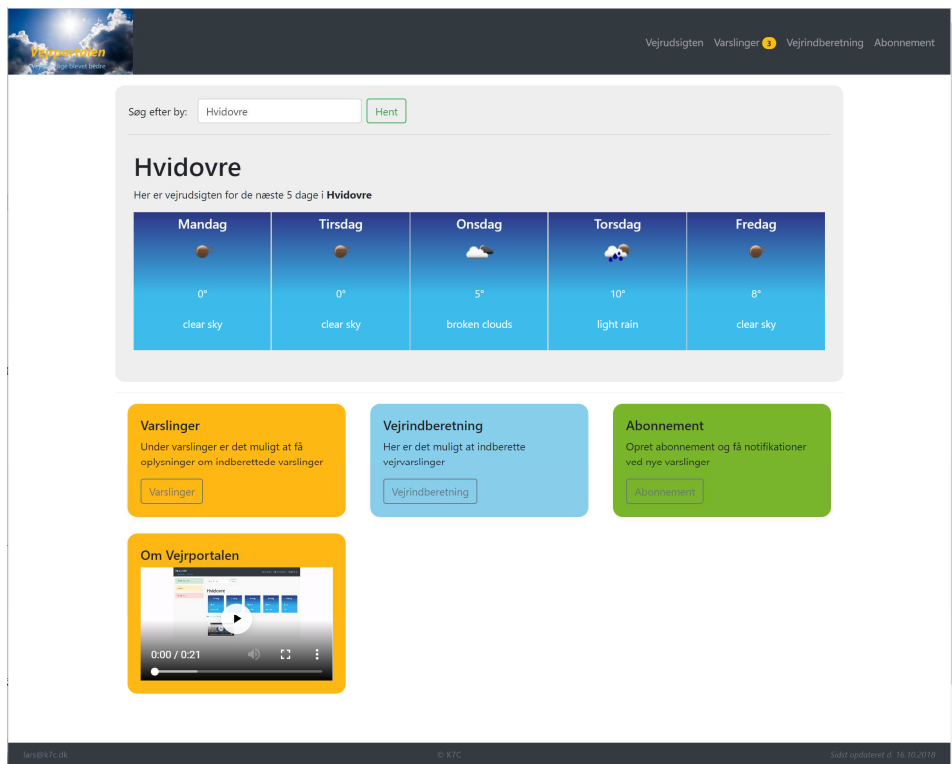 Vejrportalen
Vejrudsigten Varslinger 3 Vejrindberetning Abonnement
blevet bedre
Søg efter by: Hvidovre Hent
Hvidovre
Her er vejrudsigten for de næste 5 dage i Hvidovre
Mandag Tirsdag Onsdag Torsdag Fredag
0° 0° 5° 10° 8°
clear sky clear sky broken clouds light rain clear sky
Varslinger
Under varslinger er det muligt at få
oplysninger om indberettede varslinger
Varslinger
Vejrindberetning
Her er det muligt at indberette
vejrvarslinger
Vejrindberetning
Abonnement
Opret abonnement og få notifikationer
ved nye varslinger
Abonnement
Om Vejrportalen
Hvidovre
0:00 / 0:21
lars@k7c.dk © K7C Sidst opdateret d. 16.10.2018